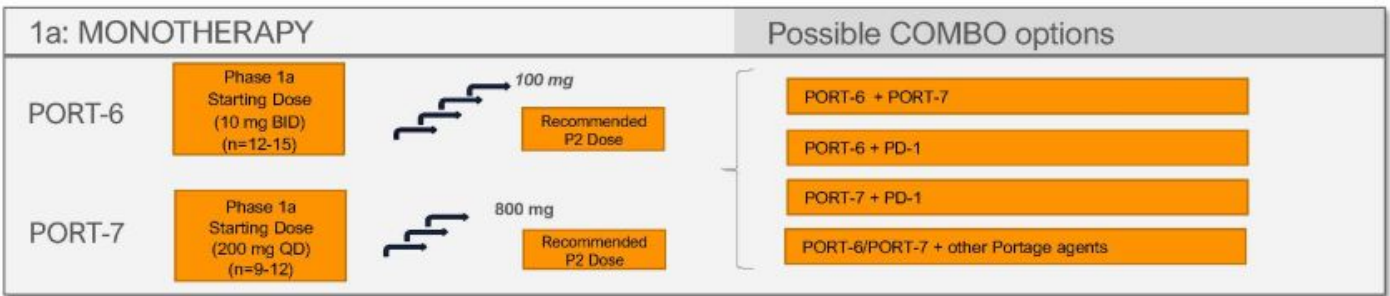 1a: MONOTHERAPY
Possible COMBO options
PORT-6
Phase 1a
Starting Dose
(10 mg BID)
(n=12-15)
100 mg
Recommended
P2 Dose
PORT-7
Phase 1a
Starting Dose
(200 mg QD)
(n=9-12)
800 mg
Recommended
P2 Dose
PORT-6 + PORT-7
PORT-6 + PD-1
PORT-7 + PD-1
PORT-6/PORT-7 + other Portage agents